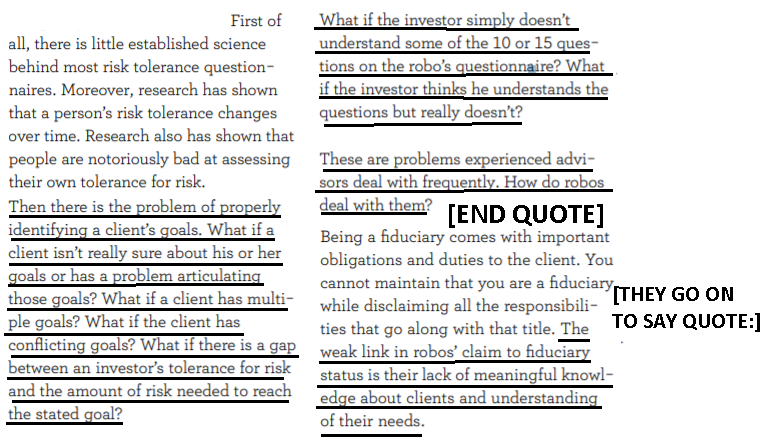 First of
all, there is little established science
behind most risk tolerance question-
naires. Moreover, research has shown
that a person's risk tolerance changes
over time. Research also has shown that
people are notoriously bad at assessing
their own tolerance for risk.
Then there is the problem of properly
identifying a client's goals. What if a
client isn't really sure about his or her
goals or has a problem articulating
those goals? What if a client has multi-
ple goals? What if the client has
conflicting goals? What if there is a gap
between an investor's tolerance for risk
and the amount of risk needed to reach
the stated goal?
What if the investor simply doesn't
understand some of the 10 or 15 ques-
tions on the robo's questionnaire? What
if the investor thinks he understands the
questions but really doesn't?
These are problems experienced advi-
sors deal with frequently. How do robos
deal with them?
[END QUOTE]
Being a fiduciary comes with important
obligations and duties to the client. You
cannot maintain that you are a fiduciary
while disclaiming all the responsibili-
ties that go along with that title. The
weak link in robos' claim to fiduciary
status is their lack of meaningful knowl-
edge about clients and understanding
of their needs.
[THEY GO ON
TO SAY QUOTE:]